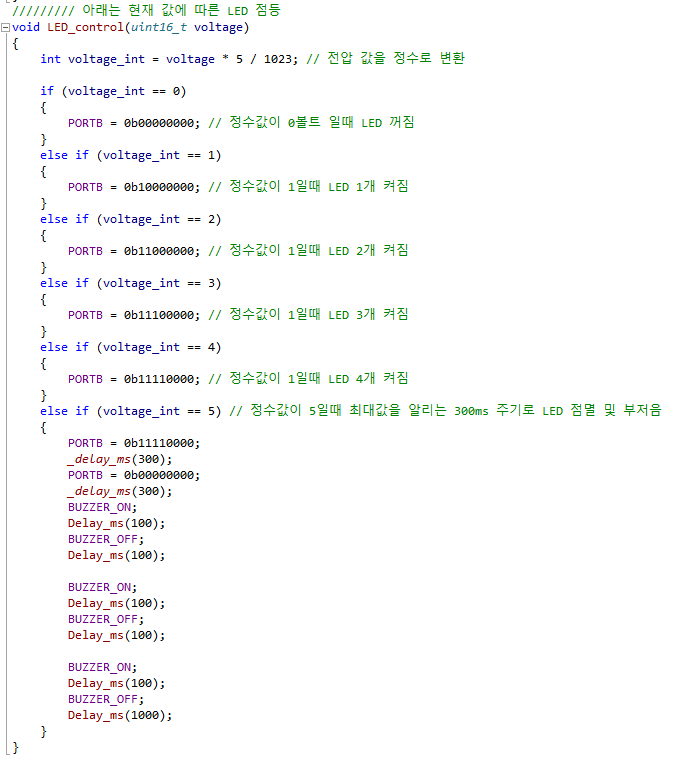 ///////// 아래는 현재 값에 따른 LED 점등
void LED_control(uint16_t voltage)
{
    int voltage_int = voltage * 5 / 1023; // 전압 값을 정수로 변환

    if (voltage_int == 0)
    {
        PORTB = 0b00000000; // 정수값이 0볼트 일때 LED 꺼짐
    }
    else if (voltage_int == 1)
    {
        PORTB = 0b10000000; // 정수값이 1일때 LED 1개 켜짐
    }
    else if (voltage_int == 2)
    {
        PORTB = 0b11000000; // 정수값이 1일때 LED 2개 켜짐
    }
    else if (voltage_int == 3)
    {
        PORTB = 0b11100000; // 정수값이 1일때 LED 3개 켜짐
    }
    else if (voltage_int == 4)
    {
        PORTB = 0b11110000; // 정수값이 1일때 LED 4개 켜짐
    }
    else if (voltage_int == 5) // 정수값이 5일때 최대값을 알리는 300ms 주기로 LED 점멸 및 부저음
    {
        PORTB = 0b11110000;
        _delay_ms(300);
        PORTB = 0b00000000;
        _delay_ms(300);
        BUZZER_ON;
        Delay_ms(100);
        BUZZER_OFF;
        Delay_ms(100);

        BUZZER_ON;
        Delay_ms(100);
        BUZZER_OFF;
        Delay_ms(100);

        BUZZER_ON;
        Delay_ms(100);
        BUZZER_OFF;
        Delay_ms(1000);
    }
}